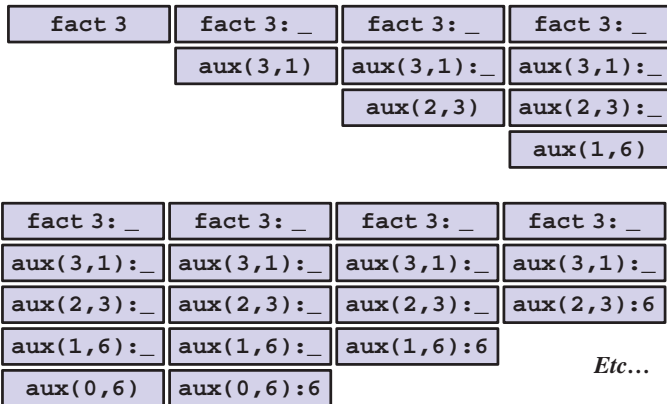 fact 3 fact 3: _ fact 3: _ fact 3: _
aux(3,1) aux(3,1):_ aux(3,1):_
aux(2,3) aux(2,3):_
aux(1,6)
fact 3: _ fact 3: _ fact 3: _ fact 3: _
aux(3,1):_ aux(3,1):_ aux(3,1):_ aux(3,1):_
aux(2,3):_ aux(2,3):_ aux(2,3):_ aux(2,3):6
aux(1,6):_ aux(1,6):_ aux(1,6):6
Etc…
aux(0,6) aux(0,6):6